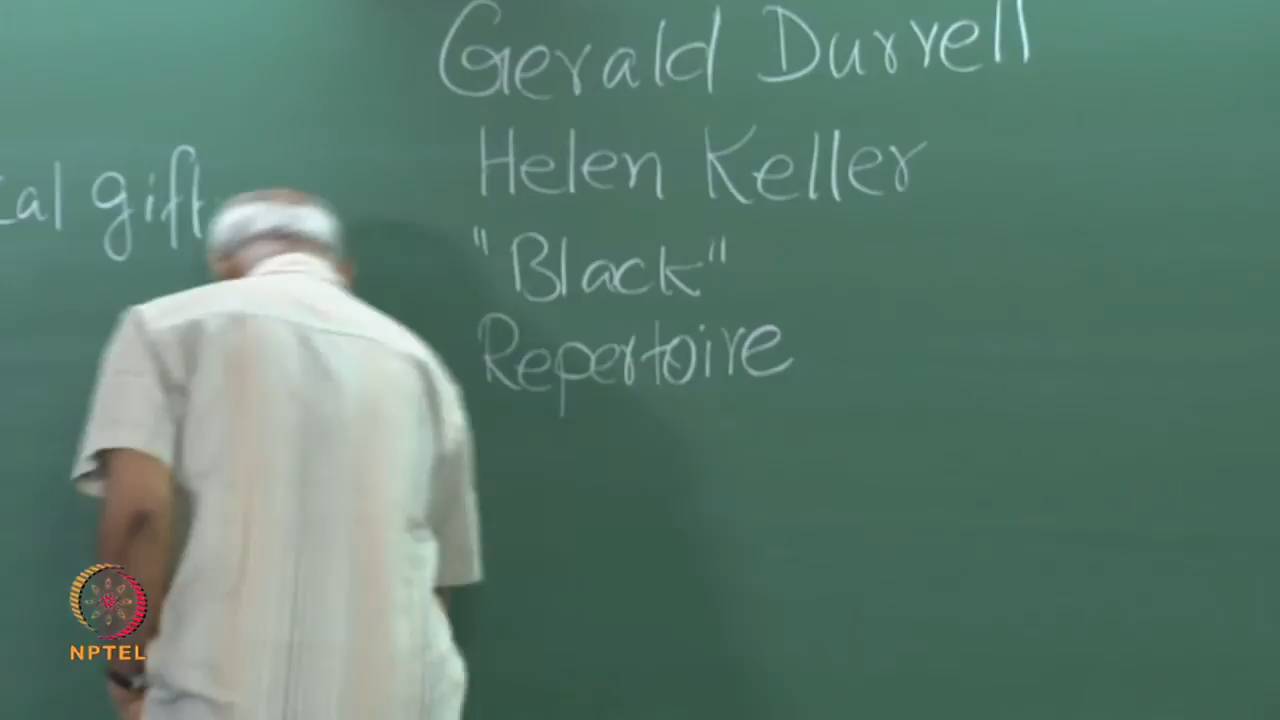 Gerald Durrell
Helen Keller
"Black"
Repertoire
gift
NPTEL